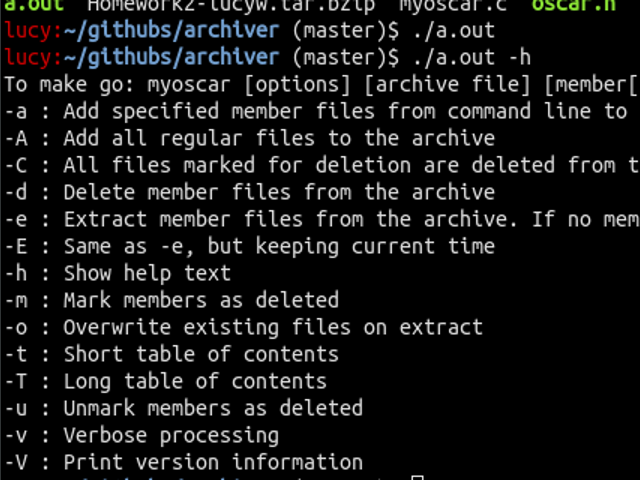 a.out Homework2-lucyw.tar.bzip myoscar.c oscar.h
lucy:~/githubs/archiver (master)$ ./a.out
lucy:~/githubs/archiver (master)$ ./a.out -h
To make go: myoscar [options] [archive file] [member[
-a : Add specified member files from command line to
-A : Add all regular files to the archive
-C : All files marked for deletion are deleted from t
-d : Delete member files from the archive
-e : Extract member files from the archive. If no mem
-E : Same as -e, but keeping current time
-h : Show help text
-m : Mark members as deleted
-o : Overwrite existing files on extract
-t : Short table of contents
-T : Long table of contents
-u : Unmark members as deleted
-v : Verbose processing
-V : Print version information